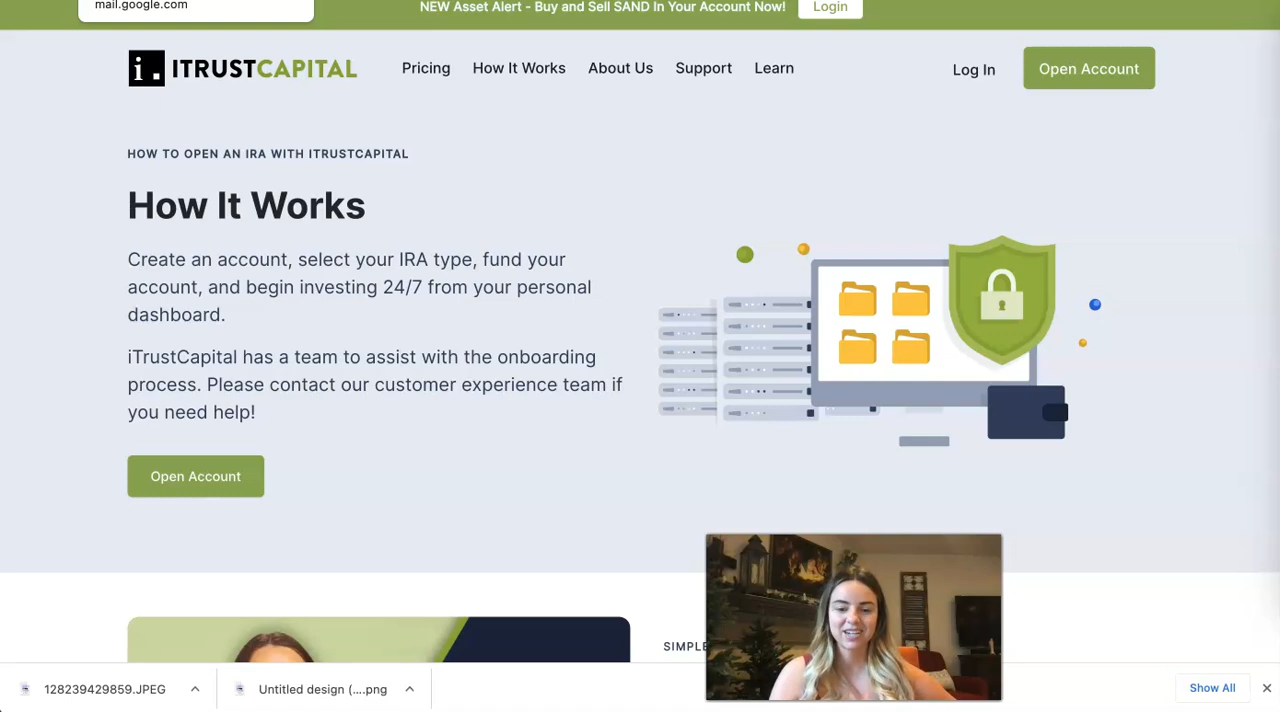 mail.google.com
NEW Asset Alert - Buy and Sell SAND In Your Account Now!
Login
i. ITRUSTCAPITAL
Pricing
How It Works
About Us
Support
Learn
Log In
Open Account
HOW TO OPEN AN IRA WITH ITRUSTCAPITAL
How It Works
Create an account, select your IRA type, fund your
account, and begin investing 24/7 from your personal
dashboard.
iTrustCapital has a team to assist with the onboarding
process. Please contact our customer experience team if
you need help!
Open Account
SIMPLE
128239429859.JPEG
Untitled design (....png
Show All